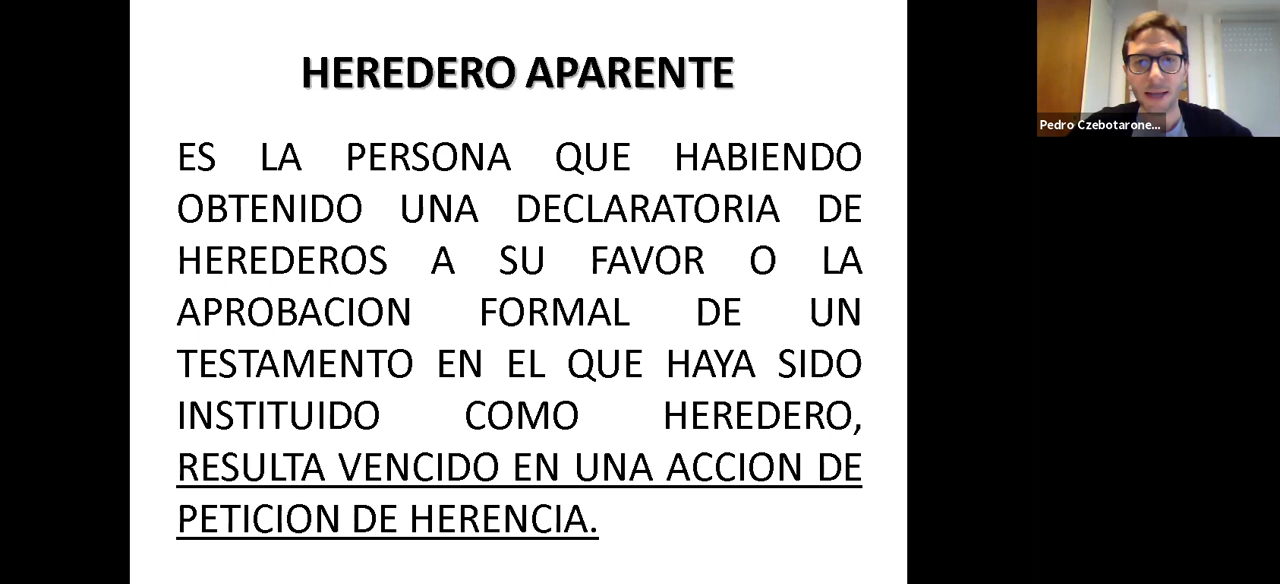 HEREDERO APARENTE
ES LA PERSONA QUE HABIENDO
OBTENIDO UNA DECLARATORIA DE
HEREDEROS A SU FAVOR O LA
APROBACION FORMAL DE UN
TESTAMENTO EN EL QUE HAYA SIDO
INSTITUIDO COMO HEREDERO,
RESULTA VENCIDO EN UNA ACCION DE
PETICION DE HERENCIA.
Pedro Czebotarone...